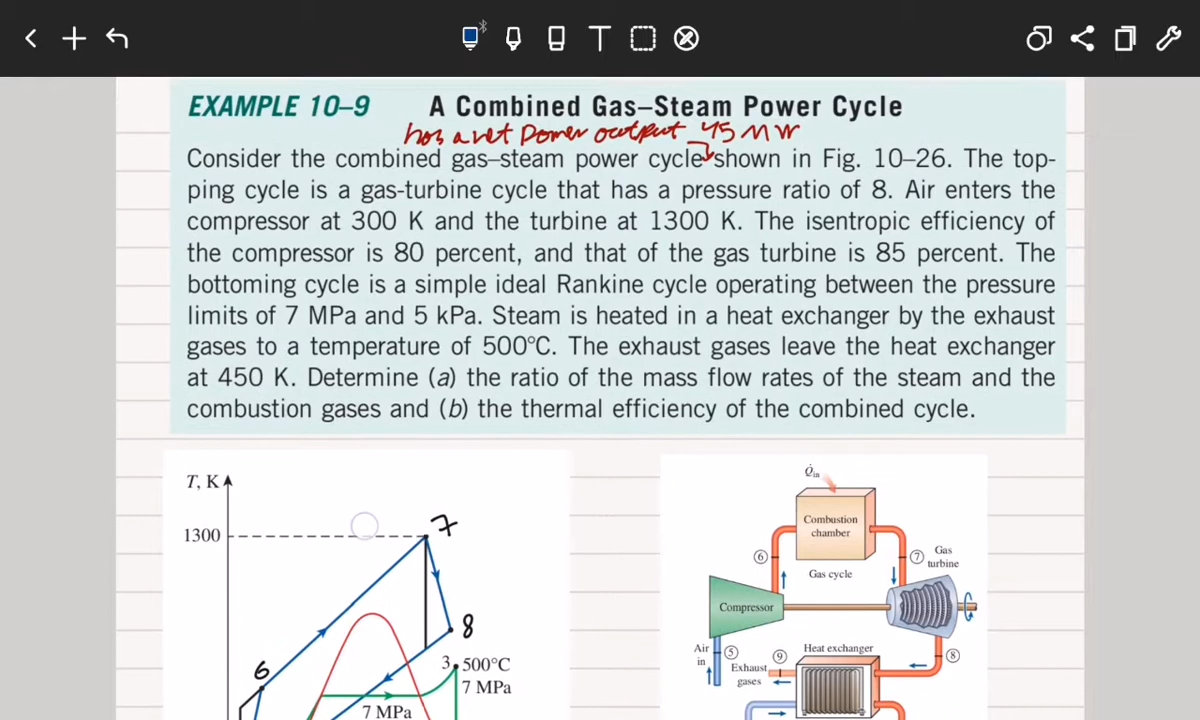 EXAMPLE 10–9 A Combined Gas–Steam Power Cycle
has a net Power output 45 MW
Consider the combined gas–steam power cycle shown in Fig. 10–26. The top-
ping cycle is a gas-turbine cycle that has a pressure ratio of 8. Air enters the
compressor at 300 K and the turbine at 1300 K. The isentropic efficiency of
the compressor is 80 percent, and that of the gas turbine is 85 percent. The
bottoming cycle is a simple ideal Rankine cycle operating between the pressure
limits of 7 MPa and 5 kPa. Steam is heated in a heat exchanger by the exhaust
gases to a temperature of 500°C. The exhaust gases leave the heat exchanger
at 450 K. Determine (a) the ratio of the mass flow rates of the steam and the
combustion gases and (b) the thermal efficiency of the combined cycle.
T, K
1300
7
8
6
3
500°C
7 MPa
7 MPa
Q̇in
Combustion
chamber
6
7
Gas cycle
Gas
turbine
Compressor
Air
in
5
9
Heat exchanger
8
Exhaust
gases